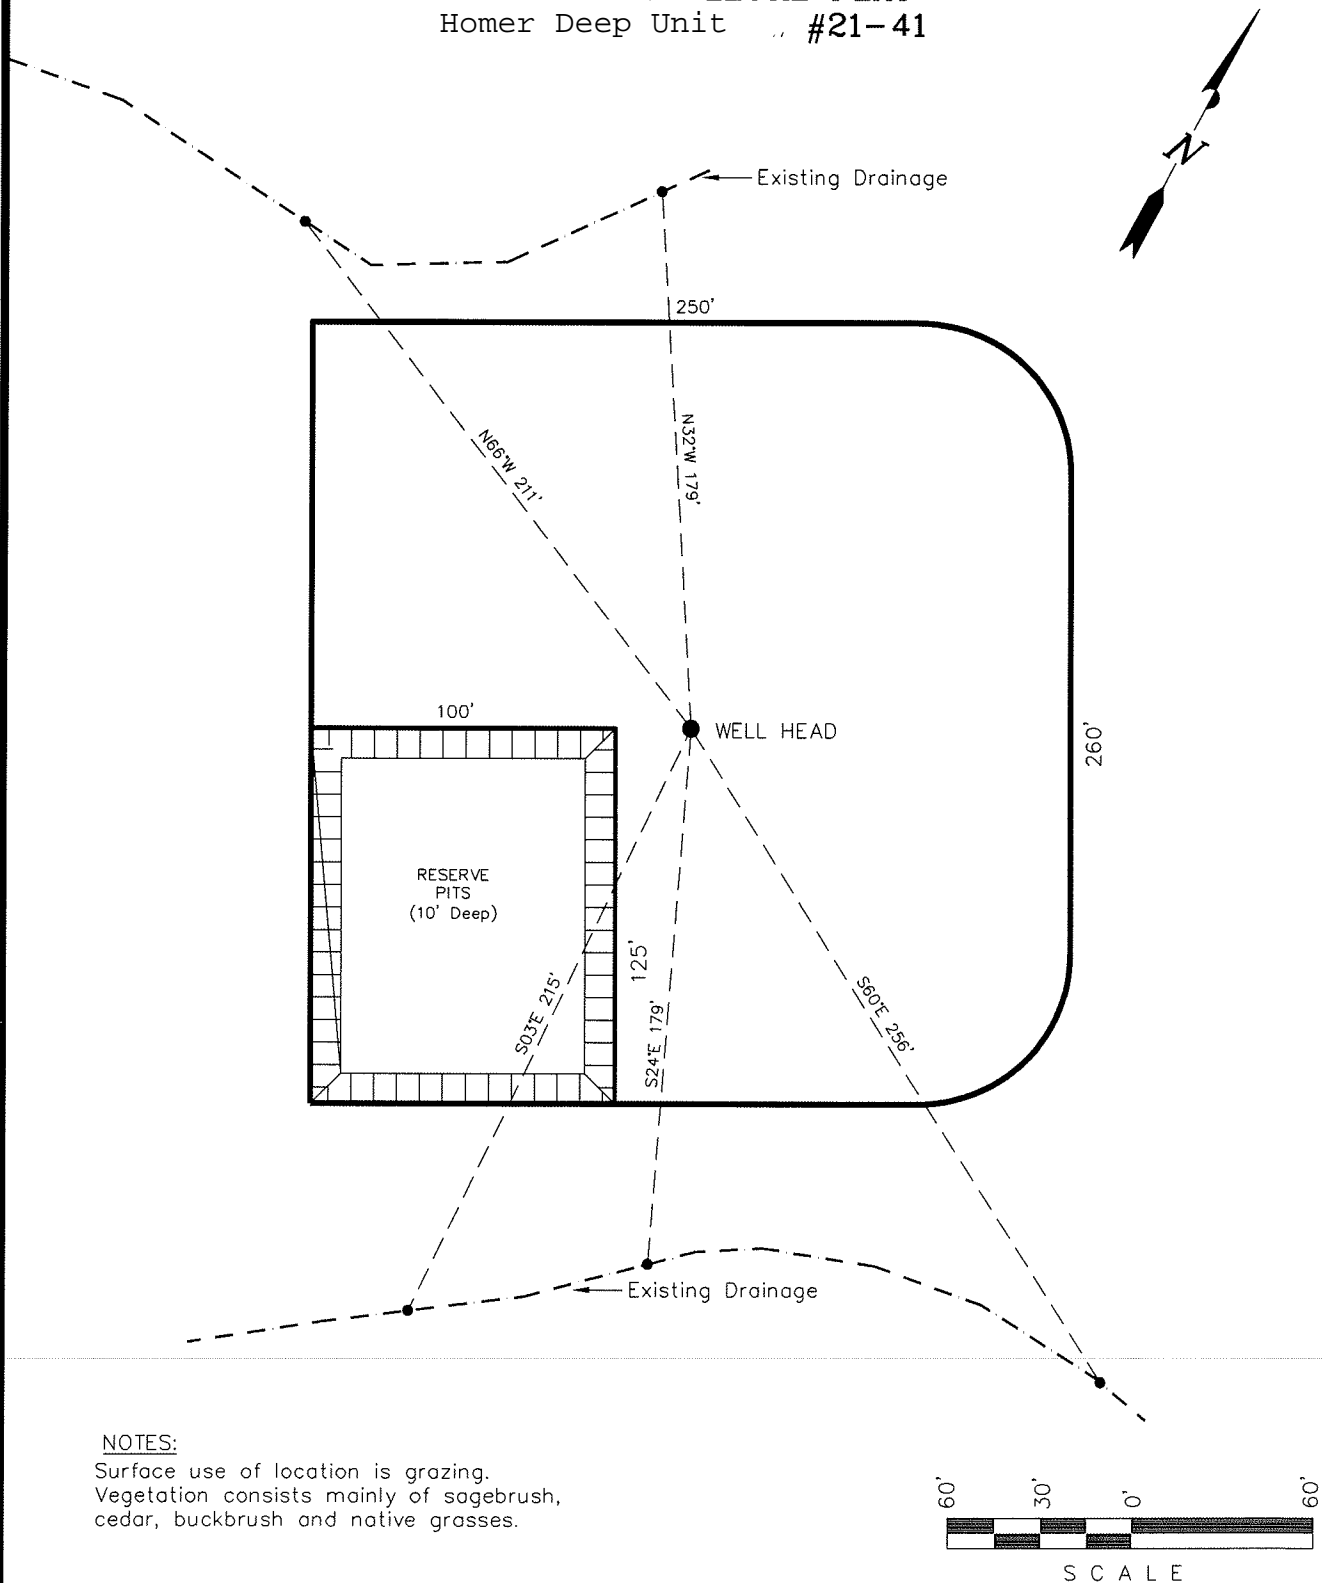 Homer Deep Unit #21-41
N
Existing Drainage
250'
N66°W 211'
N32°W 179'
100'
WELL HEAD
260'
RESERVE
PITS
(10' Deep)
125'
S03°E 215'
S24°E 179'
S60°E 256'
Existing Drainage
NOTES:
Surface use of location is grazing.
Vegetation consists mainly of sagebrush,
cedar, buckbrush and native grasses.
60' 30' 0' 60'
SCALE